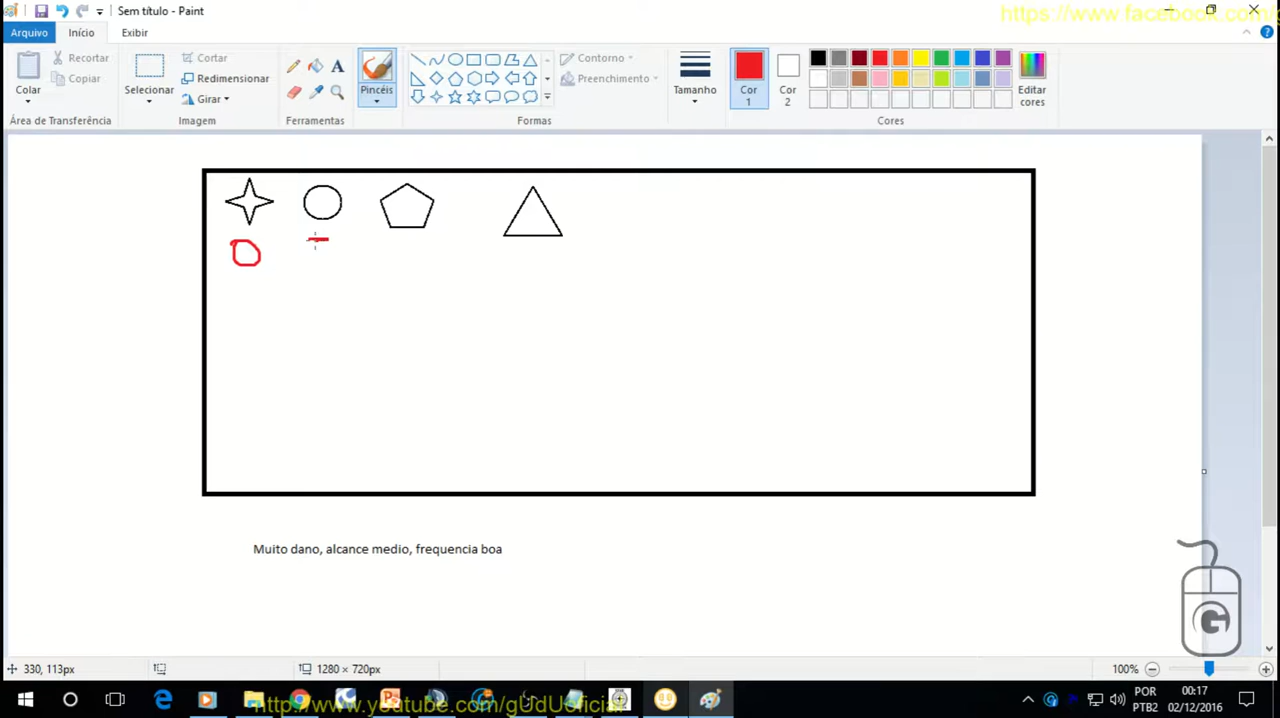 https://www.facebook.com/g
Sem título - Paint
Arquivo
Início
Exibir
Colar
Recortar
Copiar
Área de Transferência
Selecionar
Cortar
Redimensionar
Girar
Imagem
Ferramentas
Pincéis
Formas
Contorno
Preenchimento
Tamanho
Cor
1
Cor
2
Editar
cores
Cores
Muito dano, alcance medio, frequencia boa
G
330, 113px
1280 × 720px
100%
www.youtube.com/gUdUoficial
POR
PTB2
00:17
02/12/2016